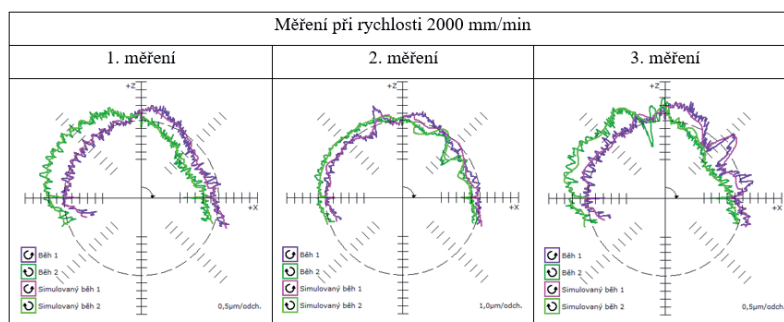 Měření při rychlosti 2000 mm/min
1. měření
2. měření
3. měření
+Z
+X
Běh 1
Běh 2
Simulovaný běh 1
Simulovaný běh 2
0,5µm/odch.
+Z
+X
Běh 1
Běh 2
Simulovaný běh 1
Simulovaný běh 2
1,0µm/odch.
+Z
+X
Běh 1
Běh 2
Simulovaný běh 1
Simulovaný běh 2
0,5µm/odch.